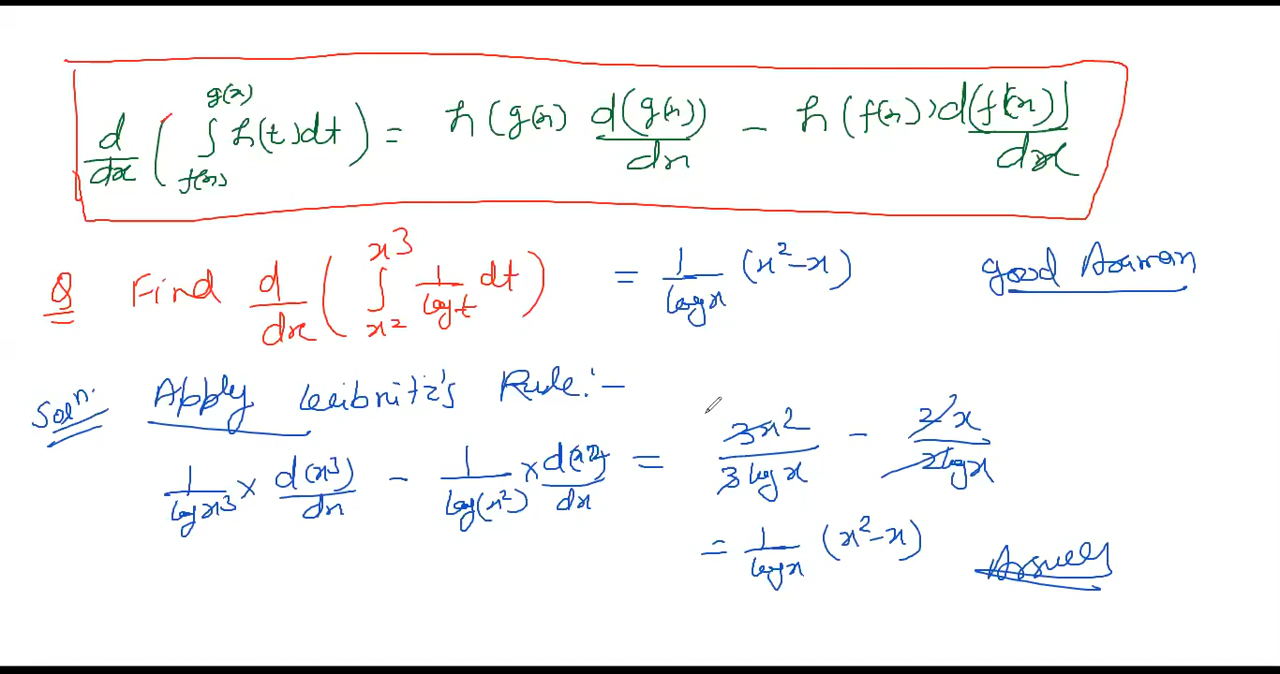 d/dx ( ∫_{f(x)}^{g(x)} h(t)dt ) = h(g(x) d(g(x))/dx − h(f(x)) d(f(x))/dx
Q Find d/dx ( ∫_{x2}^{x3} 1/log t dt ) = 1/log x (x² − x) good
Solⁿ. Apply Leibnitz's Rule:−
1/log x3 × d(x3)/dx − 1/log(x²) × d(x2)/dx = 3x2/3 log x − 2x/2 log x
= 1/log x (x² − x) Answer